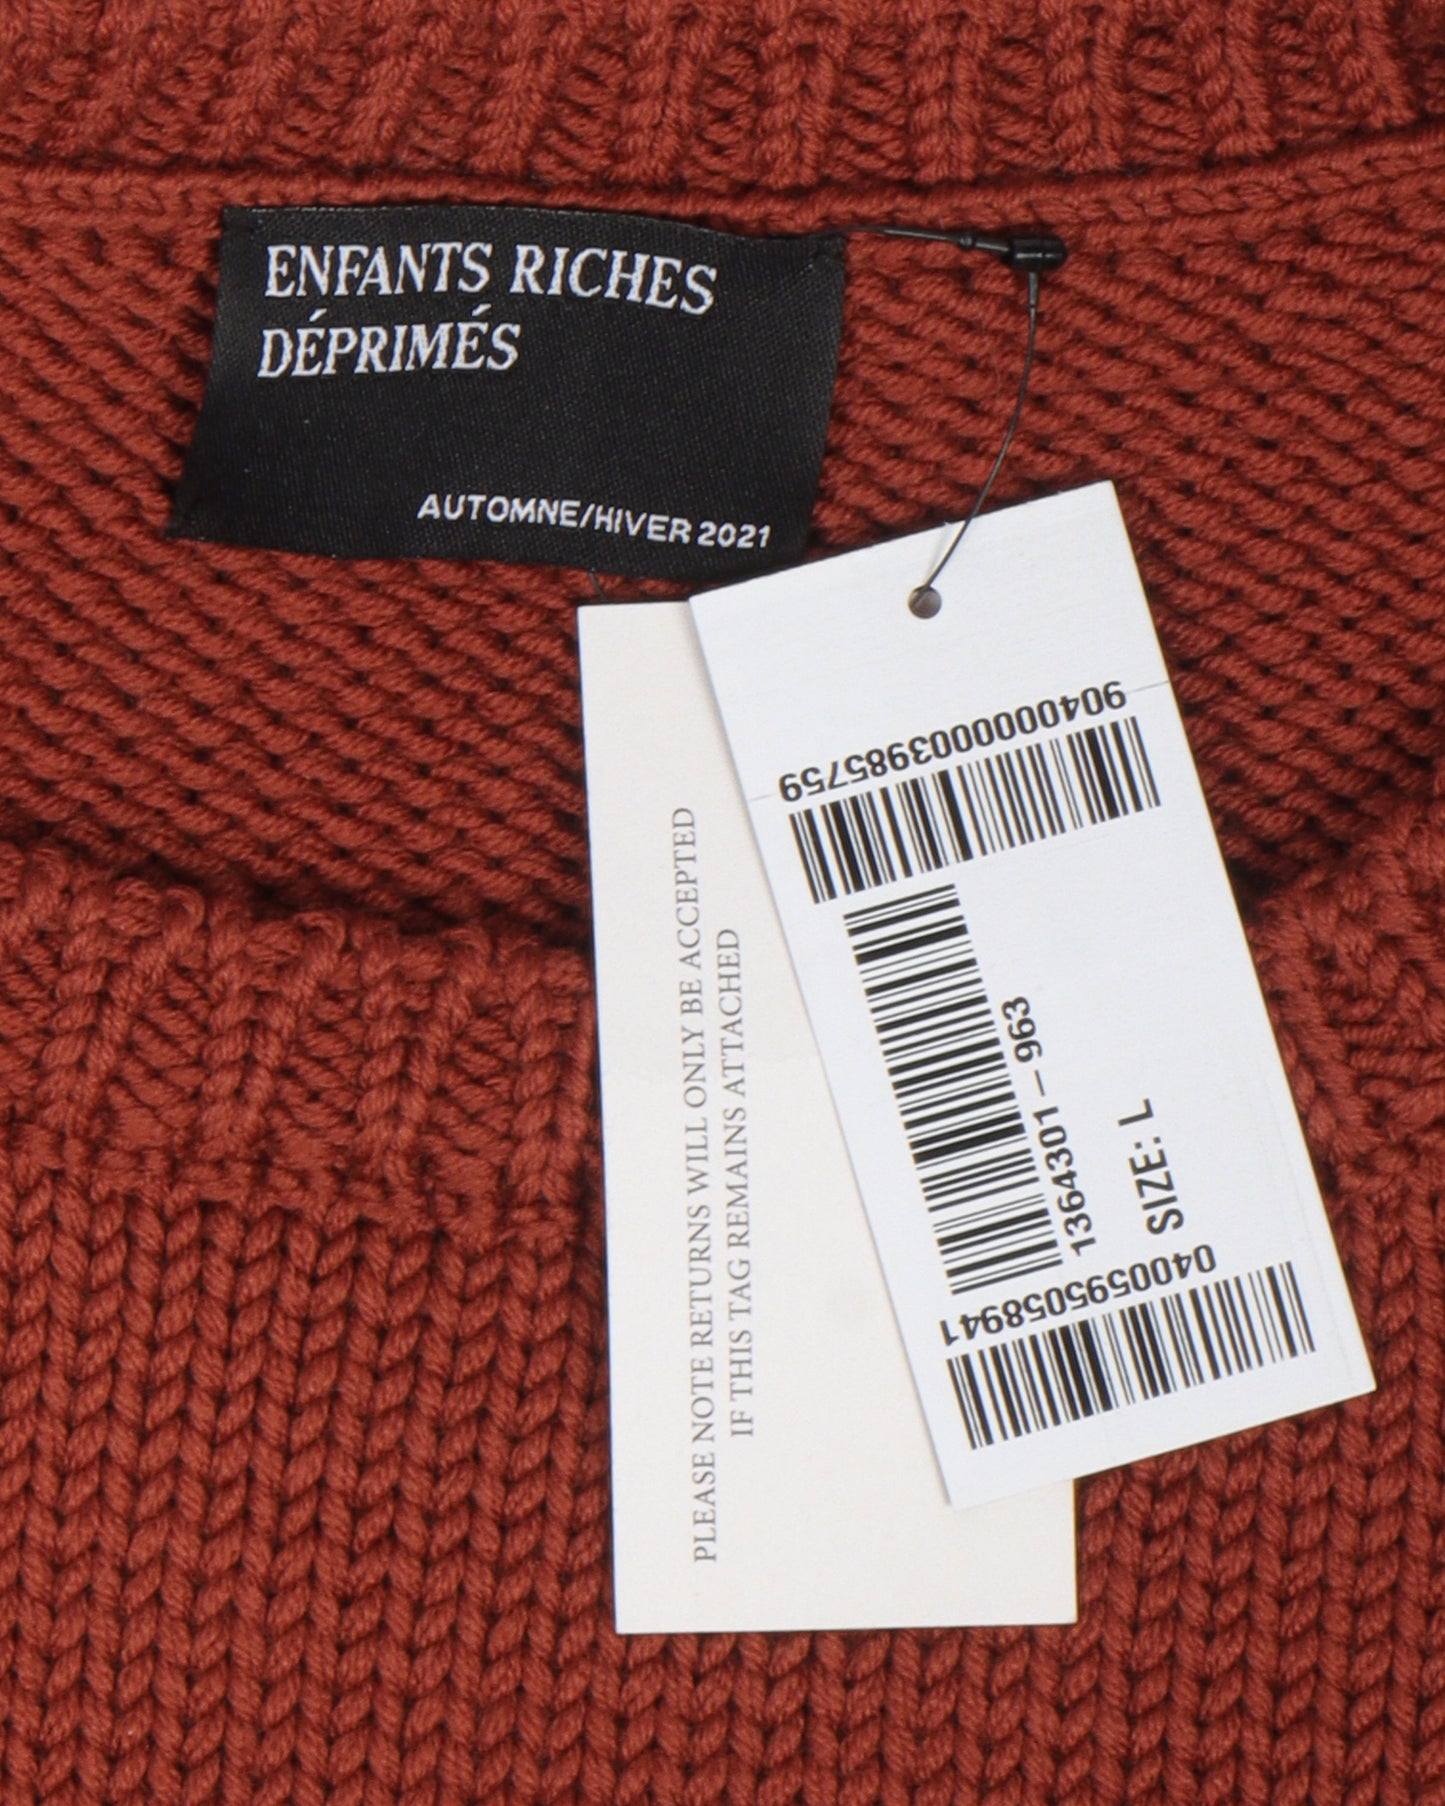 ENFANTS RICHES
DÉPRIMÉS
AUTOMNE/HIVER 2021
PLEASE NOTE RETURNS WILL ONLY BE ACCEPTED
IF THIS TAG REMAINS ATTACHED
9040000003985759
1364301 – 963
SIZE: L
0400595058941